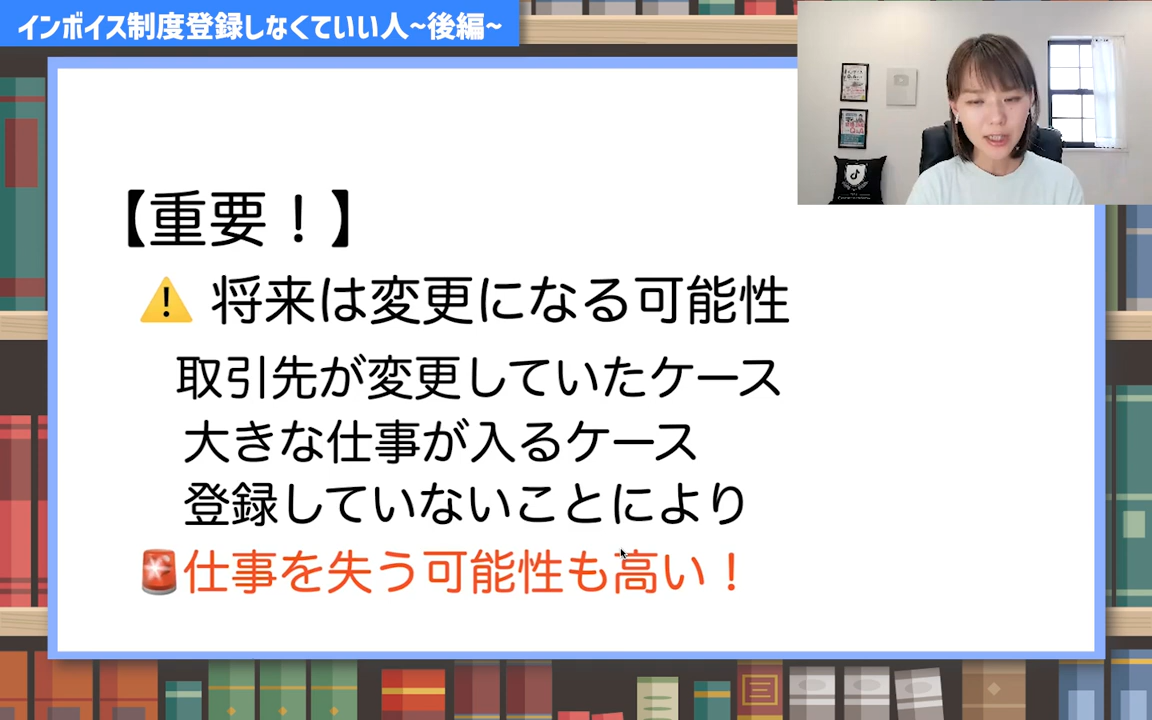 インボイス制度登録しなくていい人~後編~
【重要！】
⚠️ 将来は変更になる可能性
取引先が変更していたケース
大きな仕事が入るケース
登録していないことにより
🚨仕事を失う可能性も高い！